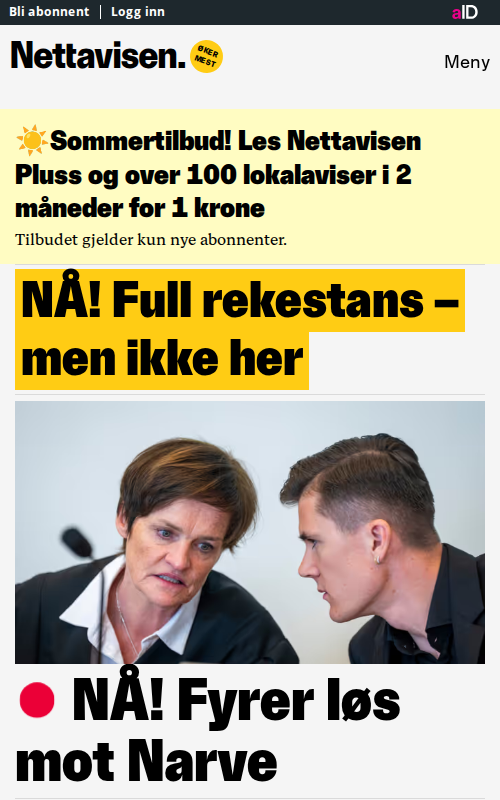 Bli abonnent | Logg inn
aID
Nettavisen.
ØKER
MEST
Meny
☀️Sommertilbud! Les Nettavisen
Pluss og over 100 lokalaviser i 2
måneder for 1 krone
Tilbudet gjelder kun nye abonnenter.
NÅ! Full rekestans –
men ikke her
NÅ! Fyrer løs
mot Narve